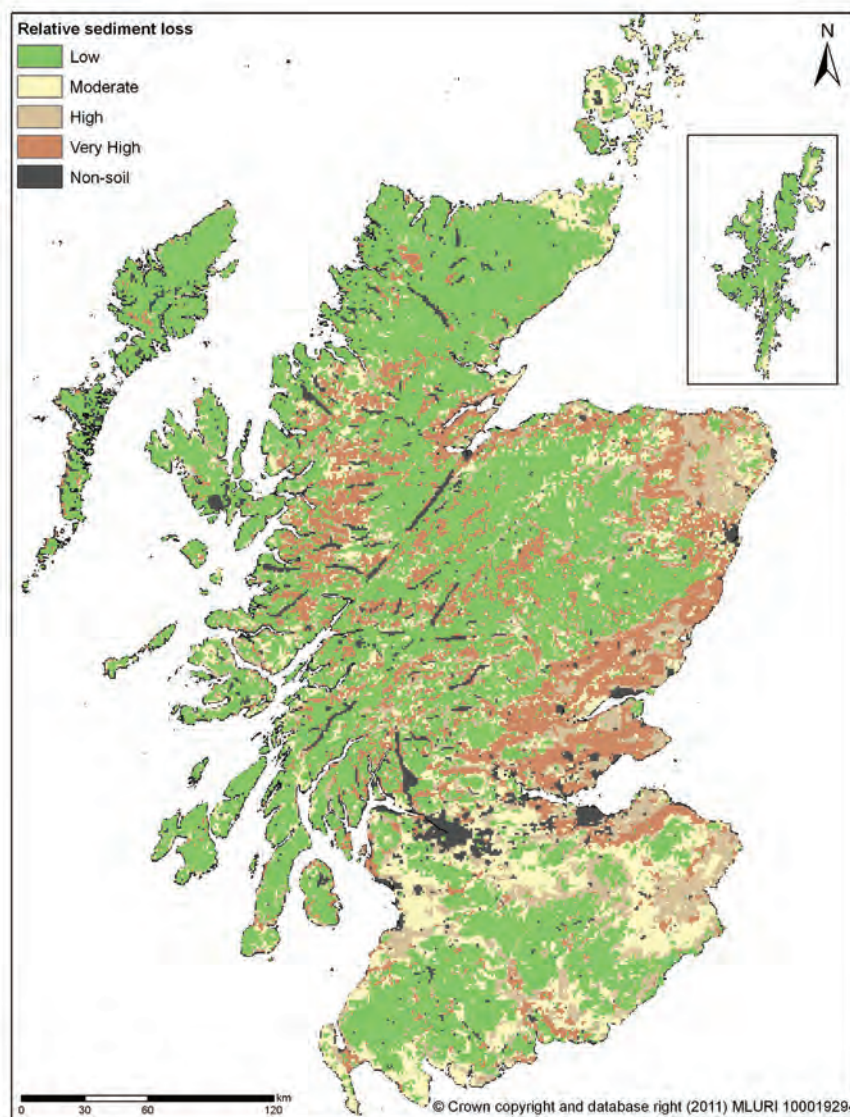 Relative sediment loss
Low
Moderate
High
Very High
Non-soil
N
km
0 30 60 120
© Crown copyright and database right (2011) MLURI 10001929